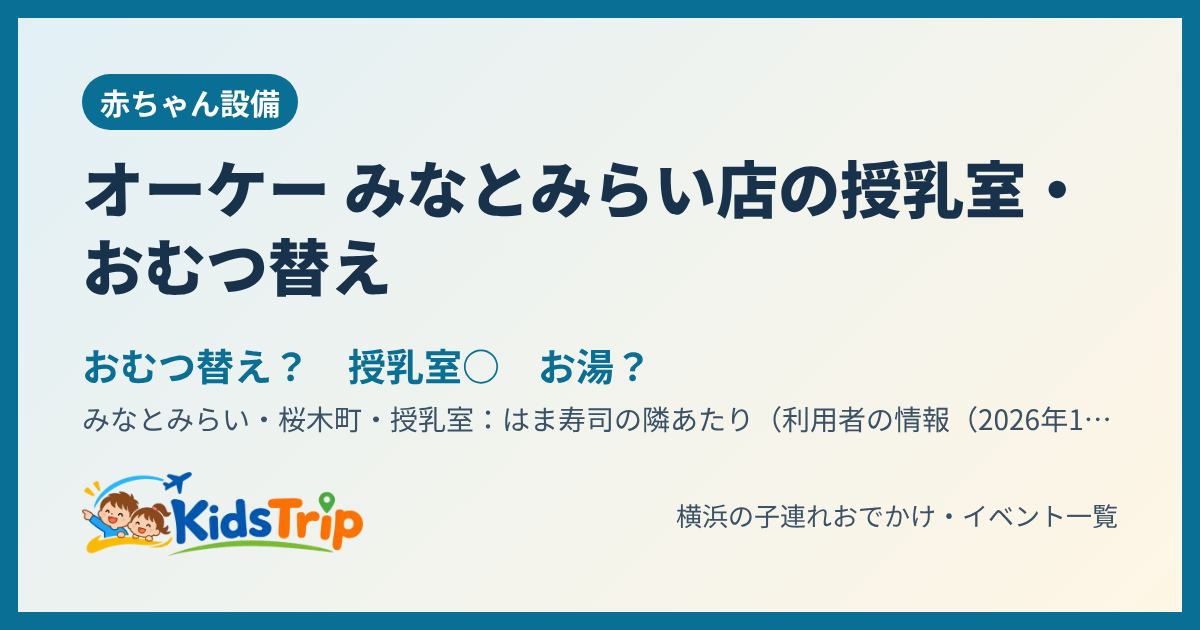 赤ちゃん設備
オーケー みなとみらい店の授乳室・
おむつ替え
おむつ替え？　授乳室○　お湯？
みなとみらい・桜木町・授乳室：はま寿司の隣あたり（利用者の情報（2026年1…
KidsTrip
横浜の子連れおでかけ・イベント一覧